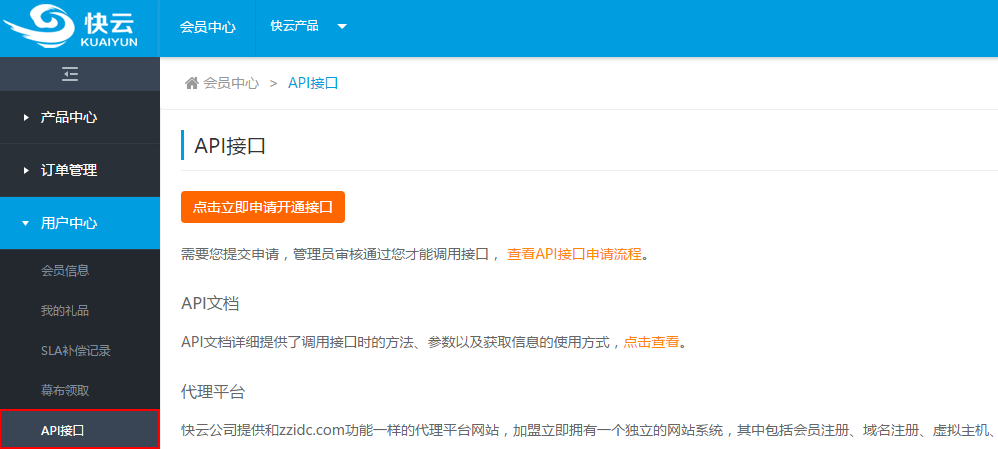 快云
KUAIYUN
会员中心 快云产品
会员中心 > API接口
产品中心
订单管理
用户中心
会员信息
我的礼品
SLA补偿记录
幕布领取
API接口
API接口
点击立即申请开通接口
需要您提交申请，管理员审核通过您才能调用接口， 查看API接口申请流程。
API文档
API文档详细提供了调用接口时的方法、参数以及获取信息的使用方式，点击查看。
代理平台
快云公司提供和zzidc.com功能一样的代理平台网站，加盟立即拥有一个独立的网站系统，其中包括会员注册、域名注册、虚拟主机、